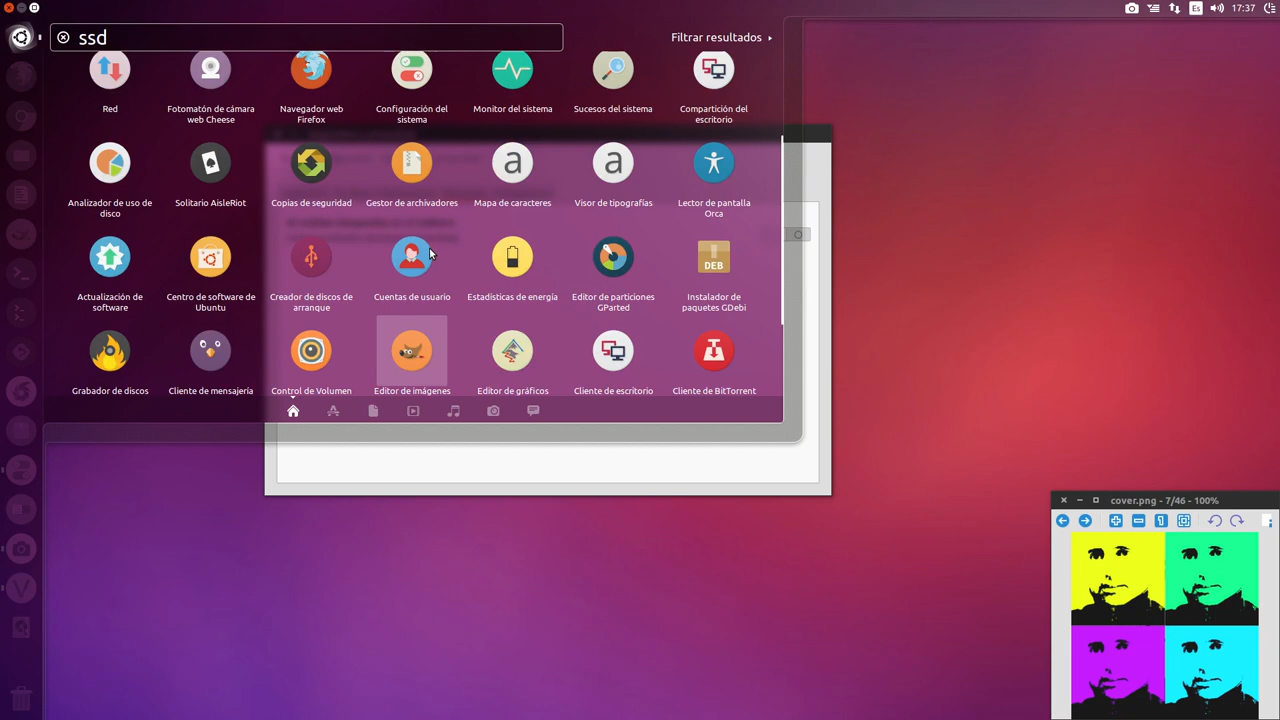 Es
17:37
ssd
Filtrar resultados
Red
Fotomatón de cámara
web Cheese
Navegador web
Firefox
Configuración del
sistema
Monitor del sistema
Sucesos del sistema
Compartición del
escritorio
Analizador de uso de
disco
Solitario AisleRiot
Copias de seguridad
Gestor de archivadores
a
Mapa de caracteres
a
Visor de tipografías
Lector de pantalla
Orca
Actualización de
software
Centro de software de
Ubuntu
Creador de discos de
arranque
Cuentas de usuario
Estadísticas de energía
Editor de particiones
GParted
DEB
Instalador de
paquetes GDebi
Grabador de discos
Cliente de mensajería
Control de Volumen
Editor de imágenes
Editor de gráficos
Cliente de escritorio
Cliente de BitTorrent
cover.png - 7/46 - 100%